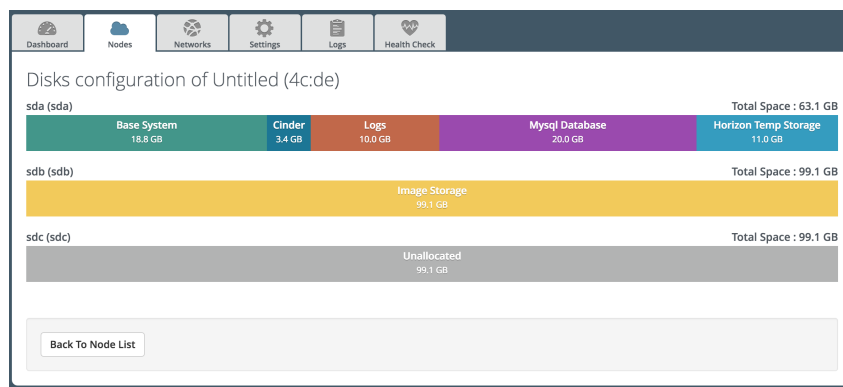 Dashboard Nodes Networks Settings Logs Health Check
Disks configuration of Untitled (4c:de)
sda (sda) Total Space : 63.1 GB
Base System Cinder Logs Mysql Database Horizon Temp Storage
18.8 GB 3.4 GB 10.0 GB 20.0 GB 11.0 GB
sdb (sdb) Total Space : 99.1 GB
Image Storage
99.1 GB
sdc (sdc) Total Space : 99.1 GB
Unallocated
99.1 GB
Back To Node List